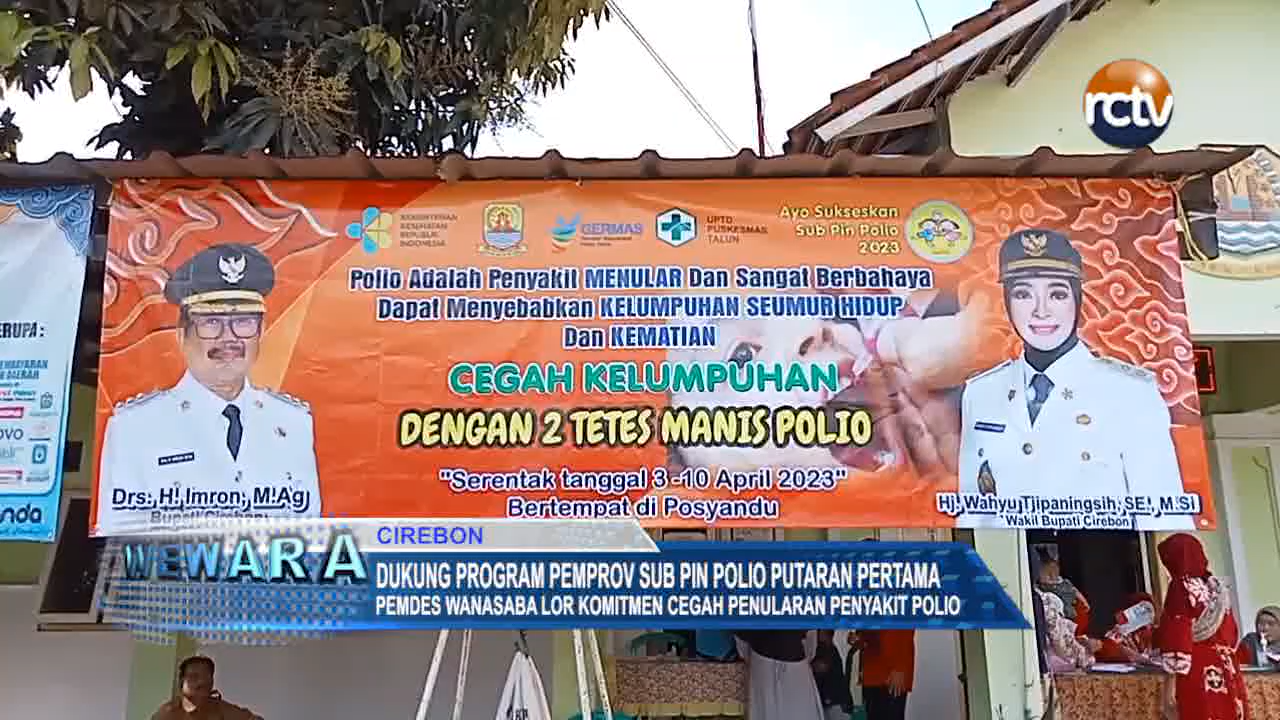 rctv
KEMENTERIAN
KESEHATAN
REPUBLIK
INDONESIA
GERMAS
UPTD
PUSKESMAS
TALUN
Ayo Sukseskan
Sub Pin Polio
2023
Polio Adalah Penyakit MENULAR Dan Sangat Berbahaya
Dapat Menyebabkan KELUMPUHAN SEUMUR HIDUP
Dan KEMATIAN
CEGAH KELUMPUHAN
DENGAN 2 TETES MANIS POLIO
"Serentak tanggal 3 -10 April 2023"
Bertempat di Posyandu
Drs. H. Imron, M.Ag
Bupati Cirebon
Hj. Wahyu Tjipaningsih, SE., M.Si
Wakil Bupati Cirebon
ERUPA :
WEWARA
CIREBON
DUKUNG PROGRAM PEMPROV SUB PIN POLIO PUTARAN PERTAMA
PEMDES WANASABA LOR KOMITMEN CEGAH PENULARAN PENYAKIT POLIO